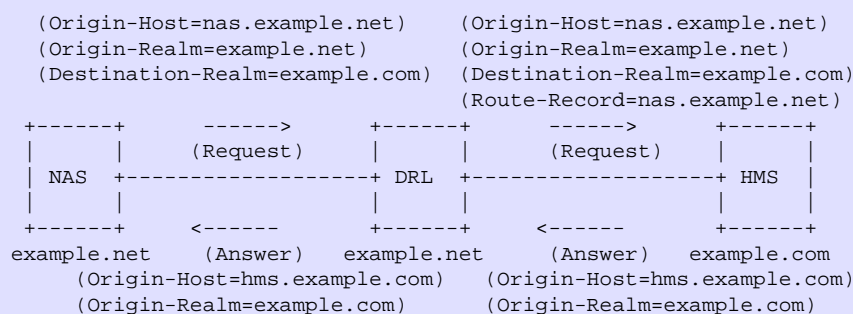 (Origin-Host=nas.example.net)    (Origin-Host=nas.example.net)
(Origin-Realm=example.net)       (Origin-Realm=example.net)
(Destination-Realm=example.com)  (Destination-Realm=example.com)
(Route-Record=nas.example.net)
+------+      ------>      +------+      ------>      +------+
|      |     (Request)     |      |      (Request)    |      |
| NAS  +-------------------+ DRL  +-------------------+ HMS  |
|      |                   |      |                   |      |
+------+     <------       +------+     <------       +------+
example.net    (Answer)   example.net     (Answer)   example.com
(Origin-Host=hms.example.com)   (Origin-Host=hms.example.com)
(Origin-Realm=example.com)      (Origin-Realm=example.com)